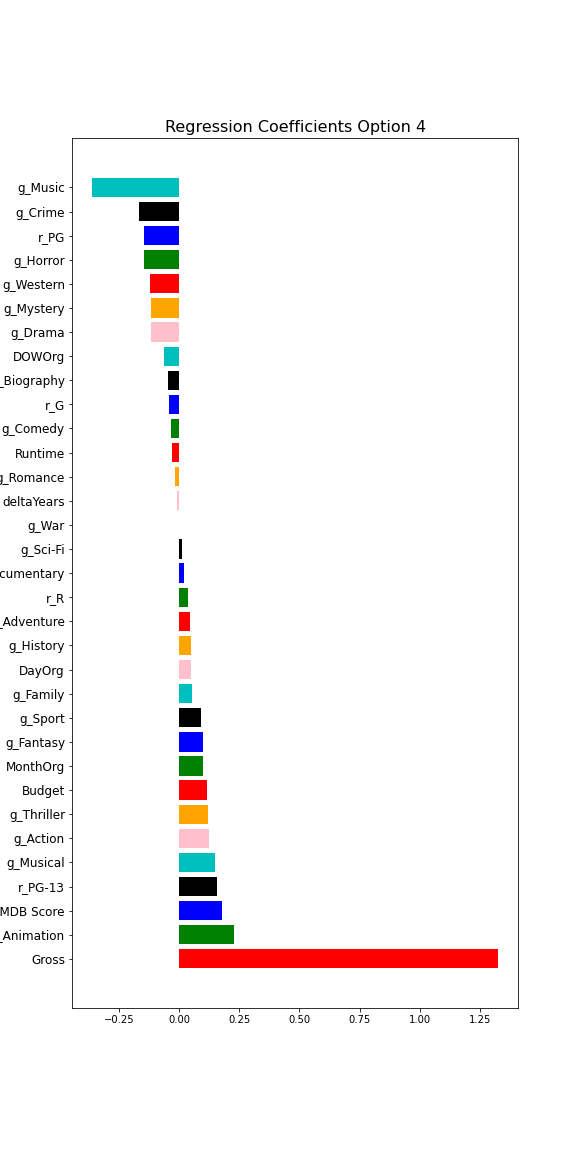 Regression Coefficients Option 4
g_Music
g_Crime
r_PG
g_Horror
g_Western
g_Mystery
g_Drama
DOWOrg
_Biography
r_G
g_Comedy
Runtime
g_Romance
deltaYears
g_War
g_Sci-Fi
cumentary
r_R
_Adventure
g_History
DayOrg
g_Family
g_Sport
g_Fantasy
MonthOrg
Budget
g_Thriller
g_Action
g_Musical
r_PG-13
MDB Score
_Animation
Gross
−0.25 0.00 0.25 0.50 0.75 1.00 1.25